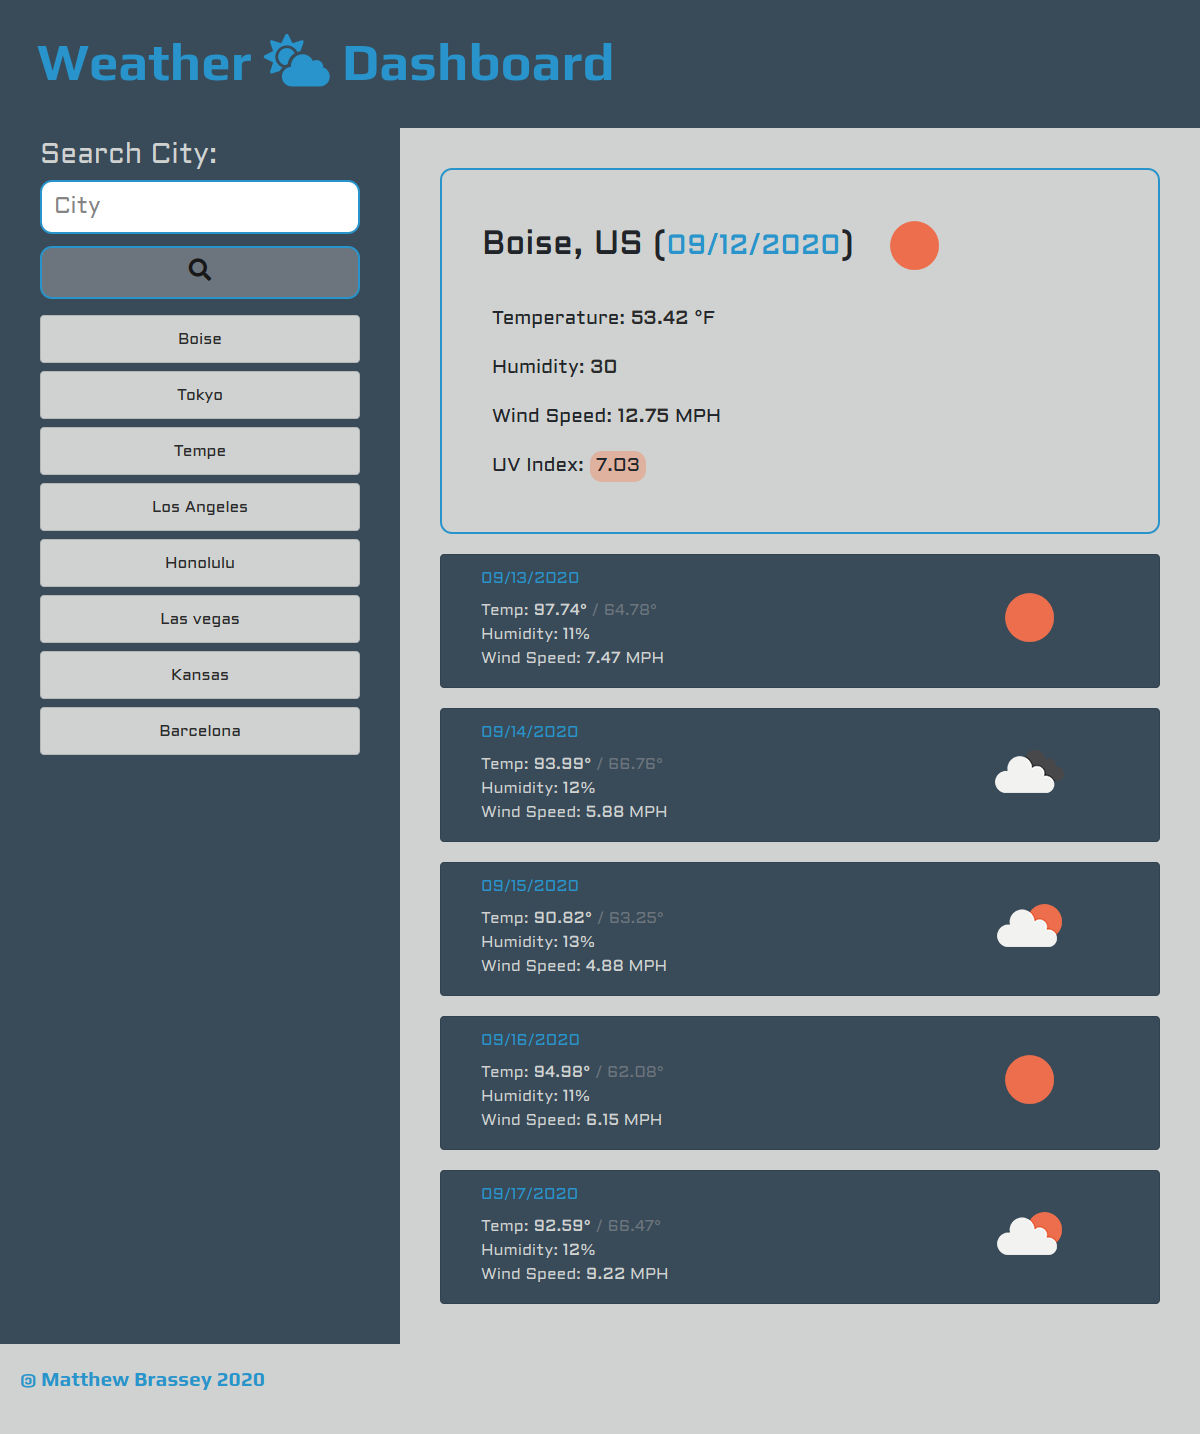 Weather Dashboard
Search City:
City
Boise
Tokyo
Tempe
Los Angeles
Honolulu
Las vegas
Kansas
Barcelona
Boise, US (09/12/2020)
Temperature: 53.42 °F
Humidity: 30
Wind Speed: 12.75 MPH
UV Index: 7.03
09/13/2020
Temp: 97.74° / 64.78°
Humidity: 11%
Wind Speed: 7.47 MPH
09/14/2020
Temp: 93.99° / 66.76°
Humidity: 12%
Wind Speed: 5.88 MPH
09/15/2020
Temp: 90.82° / 63.25°
Humidity: 13%
Wind Speed: 4.88 MPH
09/16/2020
Temp: 94.98° / 62.08°
Humidity: 11%
Wind Speed: 6.15 MPH
09/17/2020
Temp: 92.59° / 66.47°
Humidity: 12%
Wind Speed: 9.22 MPH
© Matthew Brassey 2020